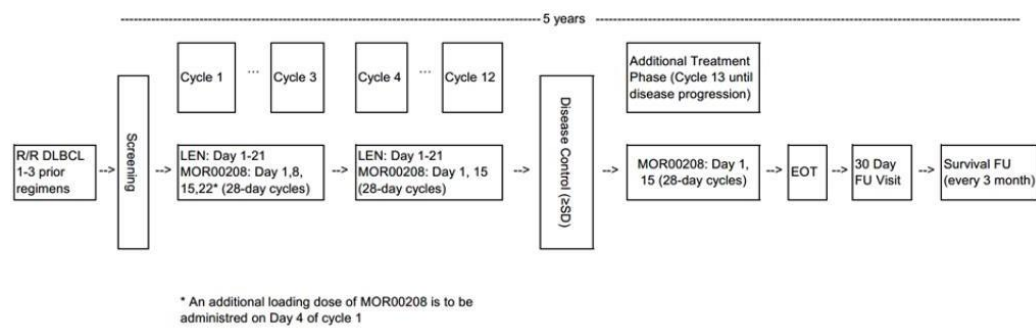 5 years
Cycle 1
...
Cycle 3
Cycle 4
...
Cycle 12
Additional Treatment
Phase (Cycle 13 until
disease progression)
R/R DLBCL
1-3 prior
regimens
Screening
LEN: Day 1-21
MOR00208: Day 1,8,
15,22* (28-day cycles)
LEN: Day 1-21
MOR00208: Day 1, 15
(28-day cycles)
Disease Control (≥SD)
MOR00208: Day 1,
15 (28-day cycles)
EOT
30 Day
FU Visit
Survival FU
(every 3 month)
* An additional loading dose of MOR00208 is to be
administred on Day 4 of cycle 1